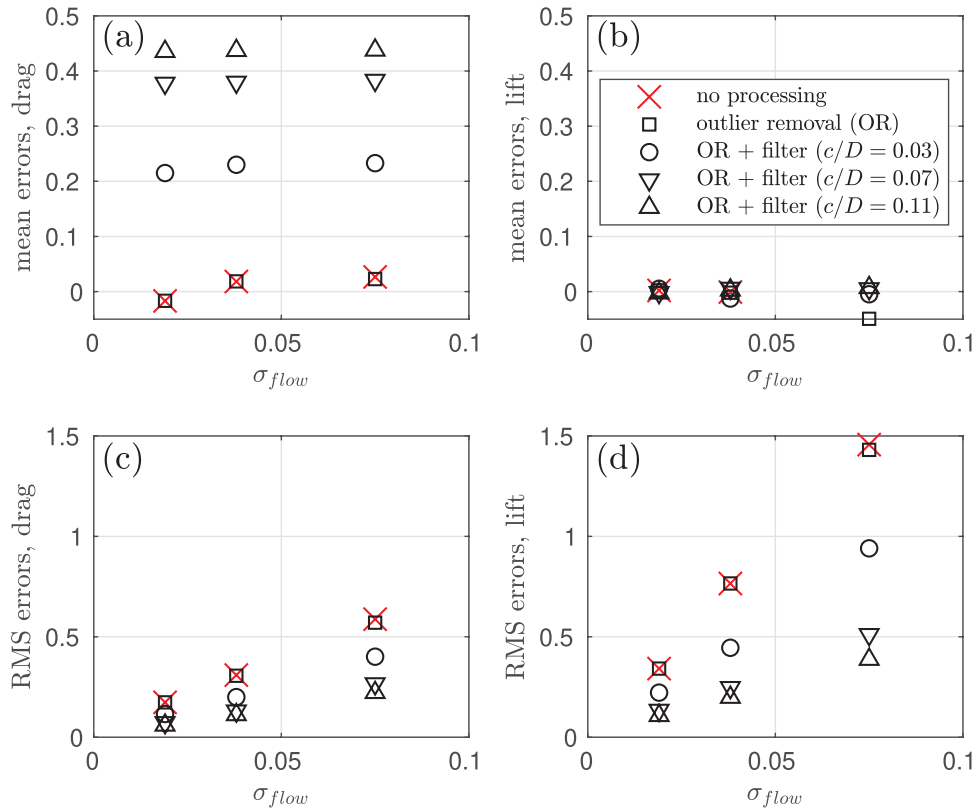 (a)
mean errors, drag
0.5
0.4
0.3
0.2
0.1
0
0 0.05 0.1
σ_flow
(b)
mean errors, lift
0.5
0.4
0.3
0.2
0.1
0
no processing
outlier removal (OR)
OR + filter (c/D = 0.03)
OR + filter (c/D = 0.07)
OR + filter (c/D = 0.11)
0 0.05 0.1
σ_flow
(c)
RMS errors, drag
1.5
1
0.5
0
0 0.05 0.1
σ_flow
(d)
RMS errors, lift
1.5
1
0.5
0
0 0.05 0.1
σ_flow